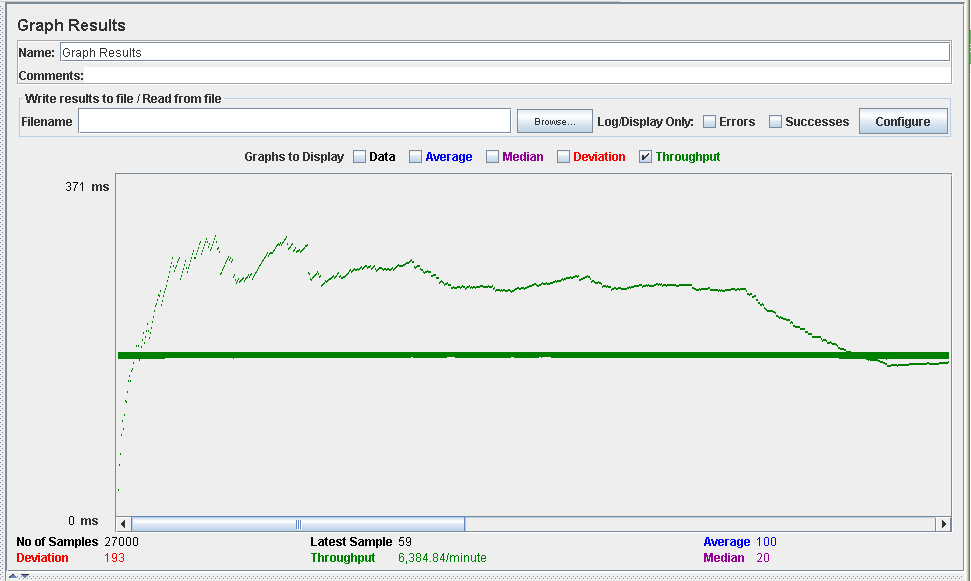 Graph Results
Name: Graph Results
Comments:
Write results to file / Read from file
Filename Browse... Log/Display Only: Errors Successes Configure
Graphs to Display Data Average Median Deviation Throughput
371 ms
0 ms
No of Samples 27000 Latest Sample 59 Average 100
Deviation 193 Throughput 6,384.84/minute Median 20